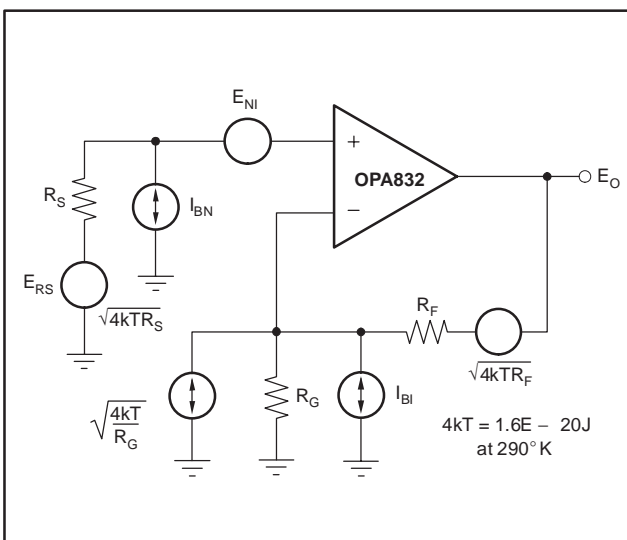 E_NI
+
OPA832
−
E_O
R_S
I_BN
E_RS
√4kTR_S
R_F
√4kTR_F
√4kT/R_G
R_G
I_BI
4kT = 1.6E − 20J
at 290°K